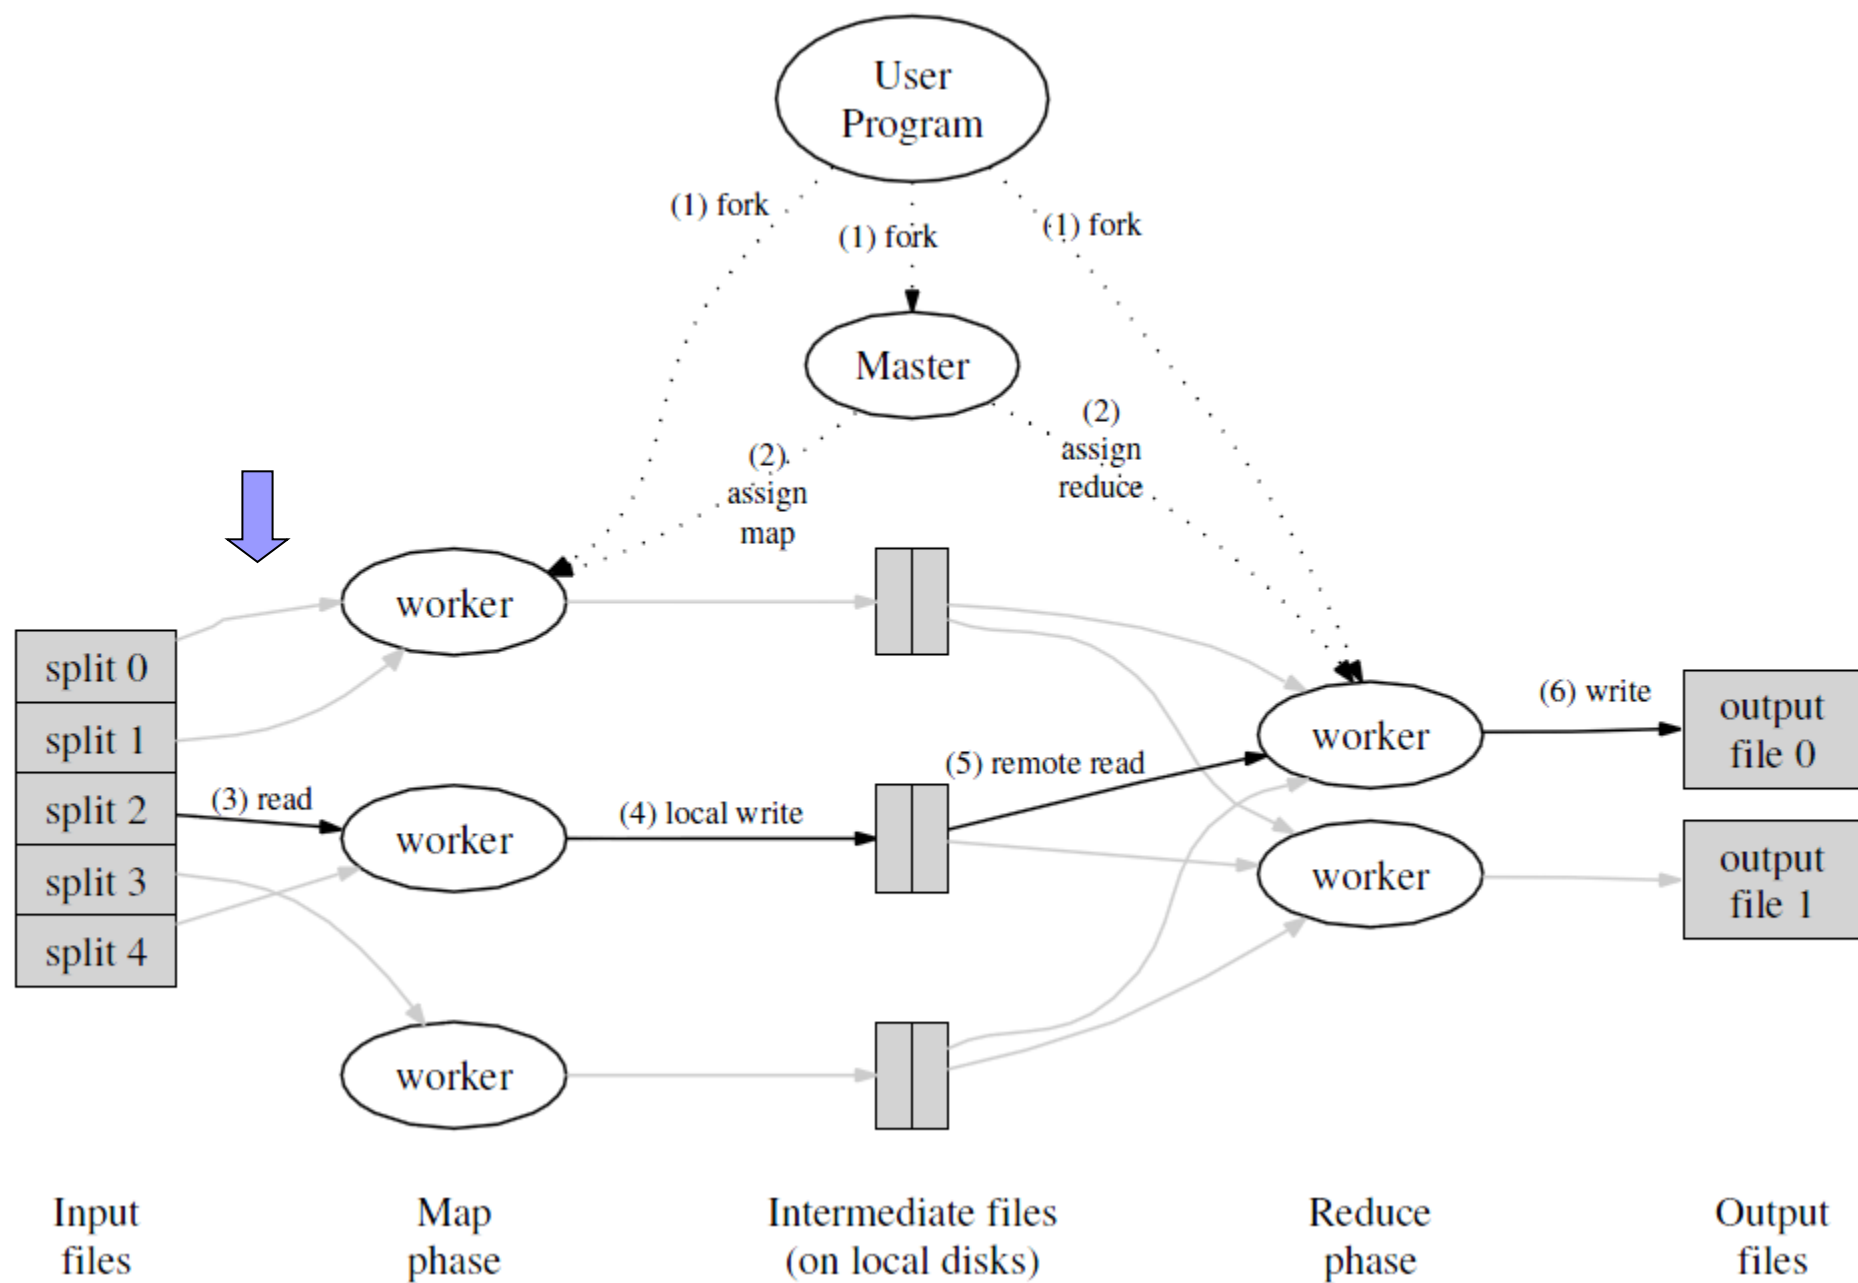 User
Program
(1) fork
(1) fork
(1) fork
Master
(2)
assign
map
(2)
assign
reduce
split 0
split 1
split 2
split 3
split 4
(3) read
worker
worker
worker
(4) local write
(5) remote read
worker
worker
(6) write
output
file 0
output
file 1
Input
files
Map
phase
Intermediate files
(on local disks)
Reduce
phase
Output
files